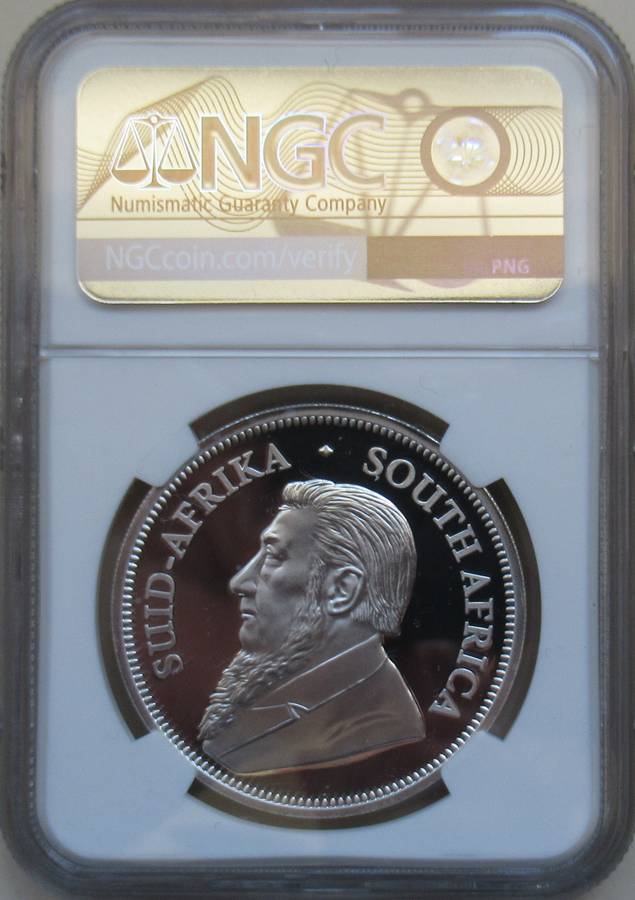 NGC
Numismatic Guaranty Company
NGCcoin.com/verify
PNG
SUID-AFRIKA · SOUTH AFRICA